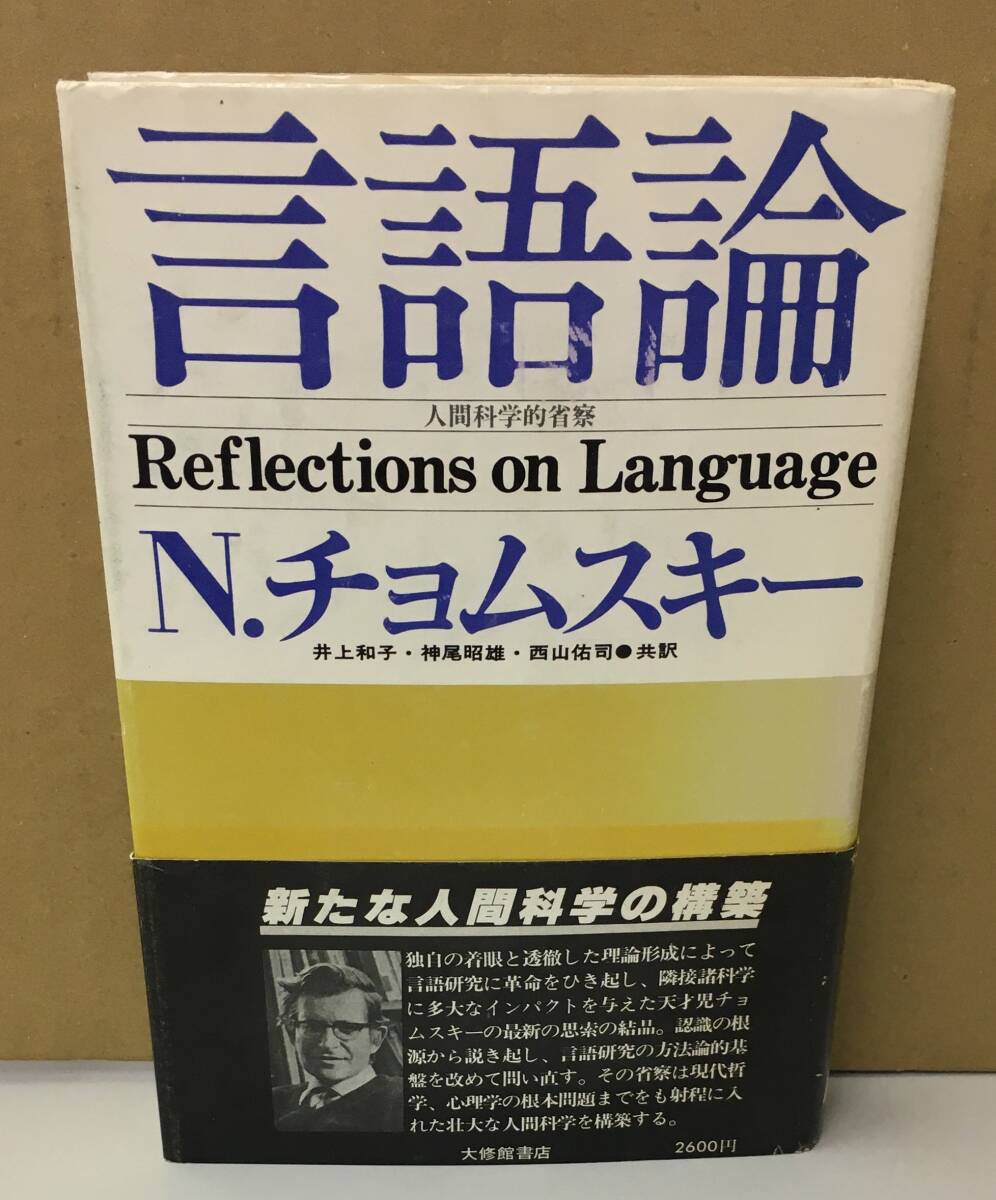 言語論
人間科学的省察
Reflections on Language
N.チョムスキー
井上和子・神尾昭雄・西山佑司●共訳
新たな人間科学の構築
独自の着眼と透徹した理論形成によって
言語研究に革命をひき起し、隣接諸科学
に多大なインパクトを与えた天才児チョ
ムスキーの最新の思索の結晶。認識の根
源から説き起し、言語研究の方法論的基
盤を改めて問い直す。その省察は現代哲
学、心理学の根本問題までをも射程に入
れた壮大な人間科学を構築する。
大修館書店
2600円